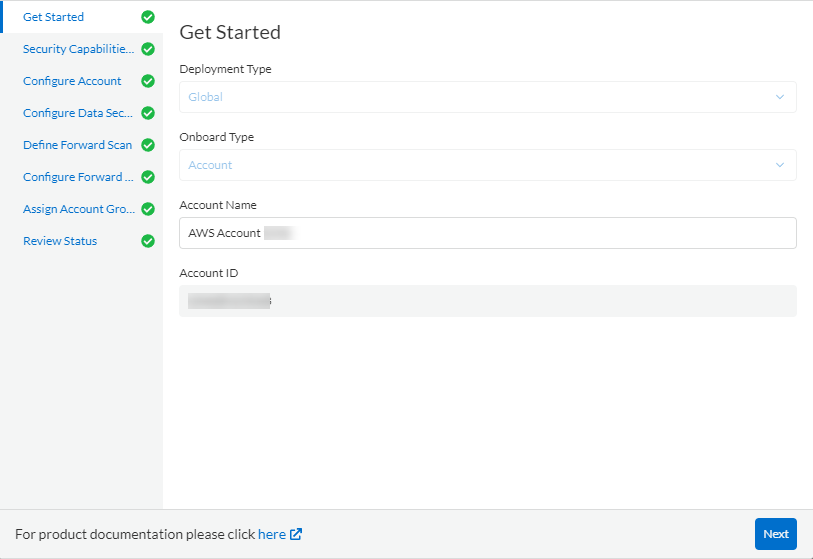 Get Started
Security Capabilitie...
Configure Account
Configure Data Sec...
Define Forward Scan
Configure Forward ...
Assign Account Gro...
Review Status
Get Started
Deployment Type
Global
Onboard Type
Account
Account Name
AWS Account
Account ID
For product documentation please click here
Next